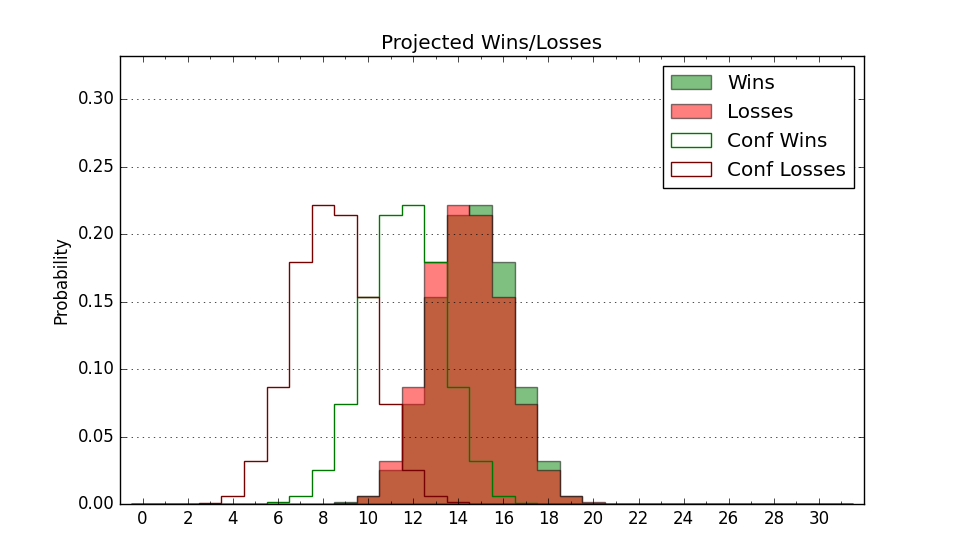 Projected Wins/Losses
Wins
Losses
Conf Wins
Conf Losses
Probability
0.30
0.25
0.20
0.15
0.10
0.05
0.00
0 2 4 6 8 10 12 14 16 18 20 22 24 26 28 30